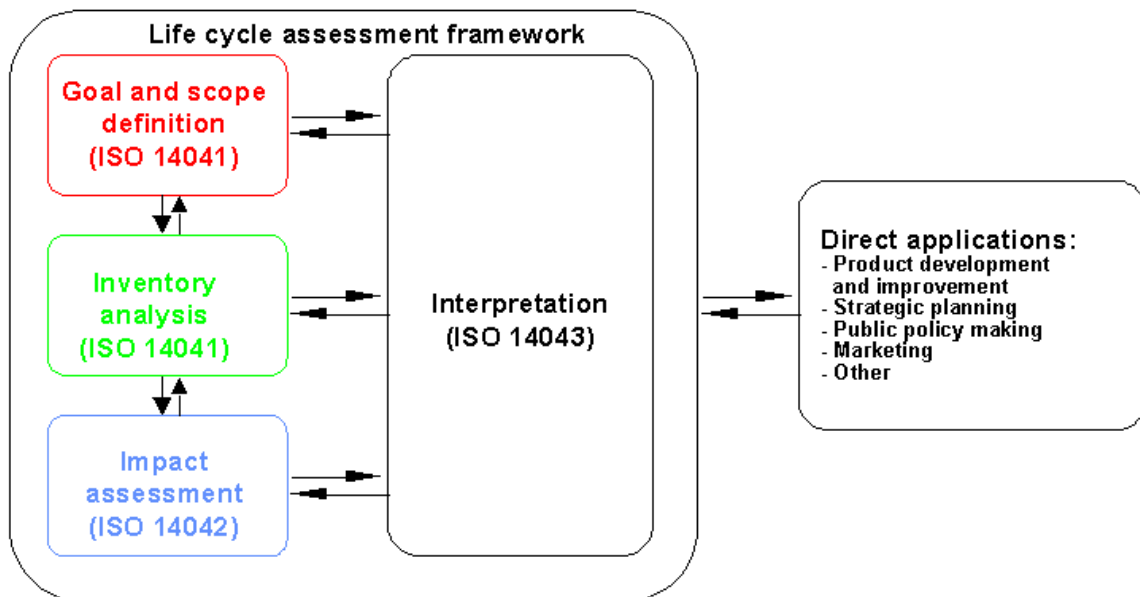 Life cycle assessment framework
Goal and scope
definition
(ISO 14041)
Inventory
analysis
(ISO 14041)
Impact
assessment
(ISO 14042)
Interpretation
(ISO 14043)
Direct applications:
- Product development
and improvement
- Strategic planning
- Public policy making
- Marketing
- Other